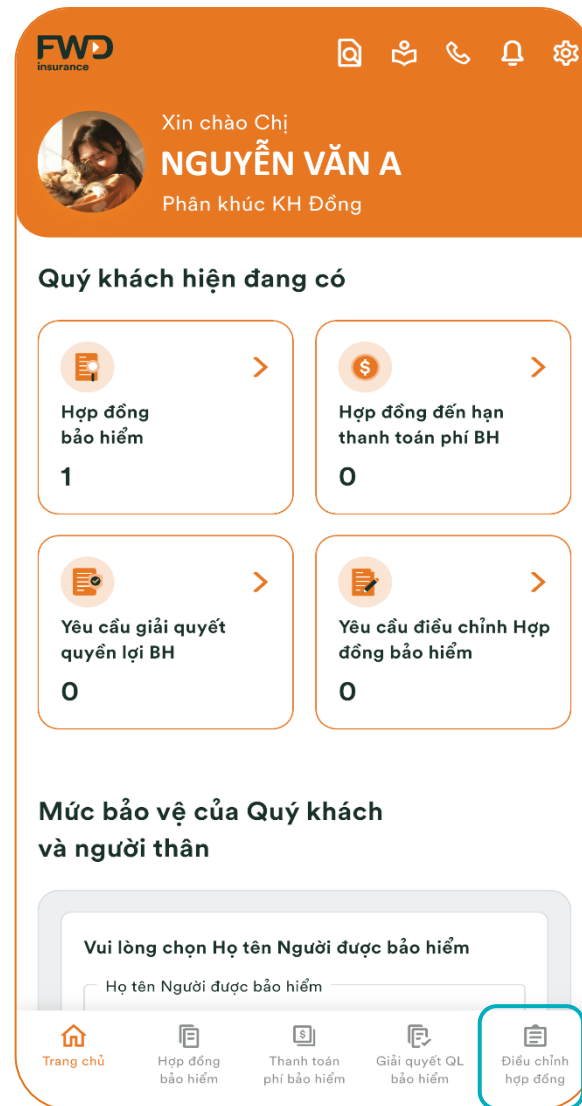 FWD
insurance
Xin chào Chị
NGUYỄN VĂN A
Phân khúc KH Đồng
Quý khách hiện đang có
Hợp đồng
bảo hiểm
1
Hợp đồng đến hạn
thanh toán phí BH
0
Yêu cầu giải quyết
quyền lợi BH
0
Yêu cầu điều chỉnh Hợp
đồng bảo hiểm
0
Mức bảo vệ của Quý khách
và người thân
Vui lòng chọn Họ tên Người được bảo hiểm
Họ tên Người được bảo hiểm
Trang chủ
Hợp đồng
bảo hiểm
Thanh toán
phí bảo hiểm
Giải quyết QL
bảo hiểm
Điều chỉnh
hợp đồng